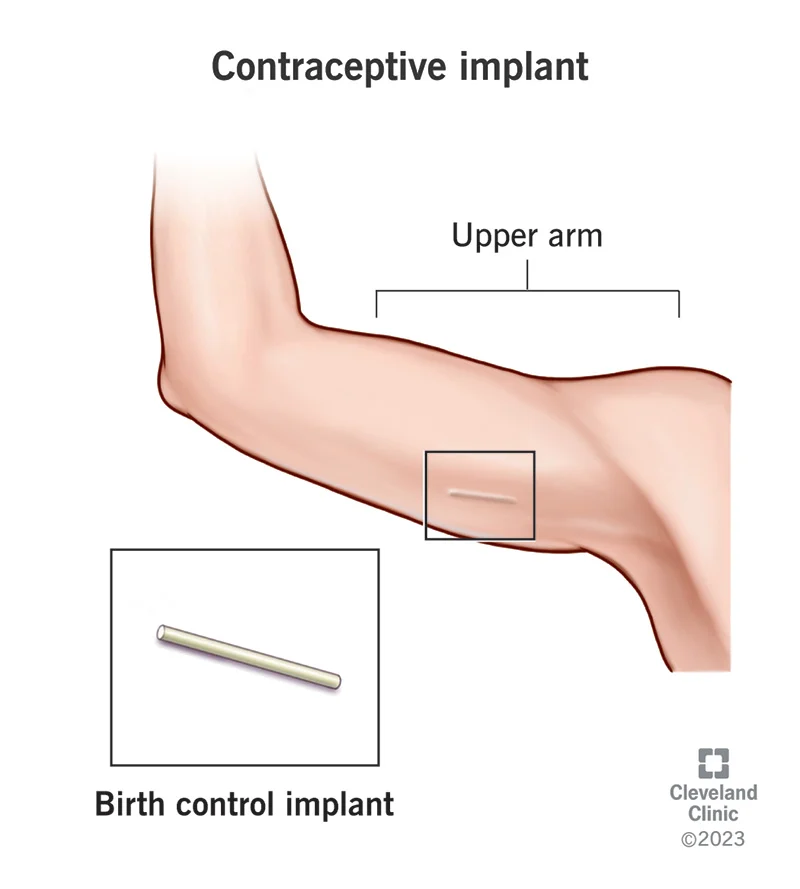 Contraceptive implant
Upper arm
Birth control implant
Cleveland
Clinic
©2023